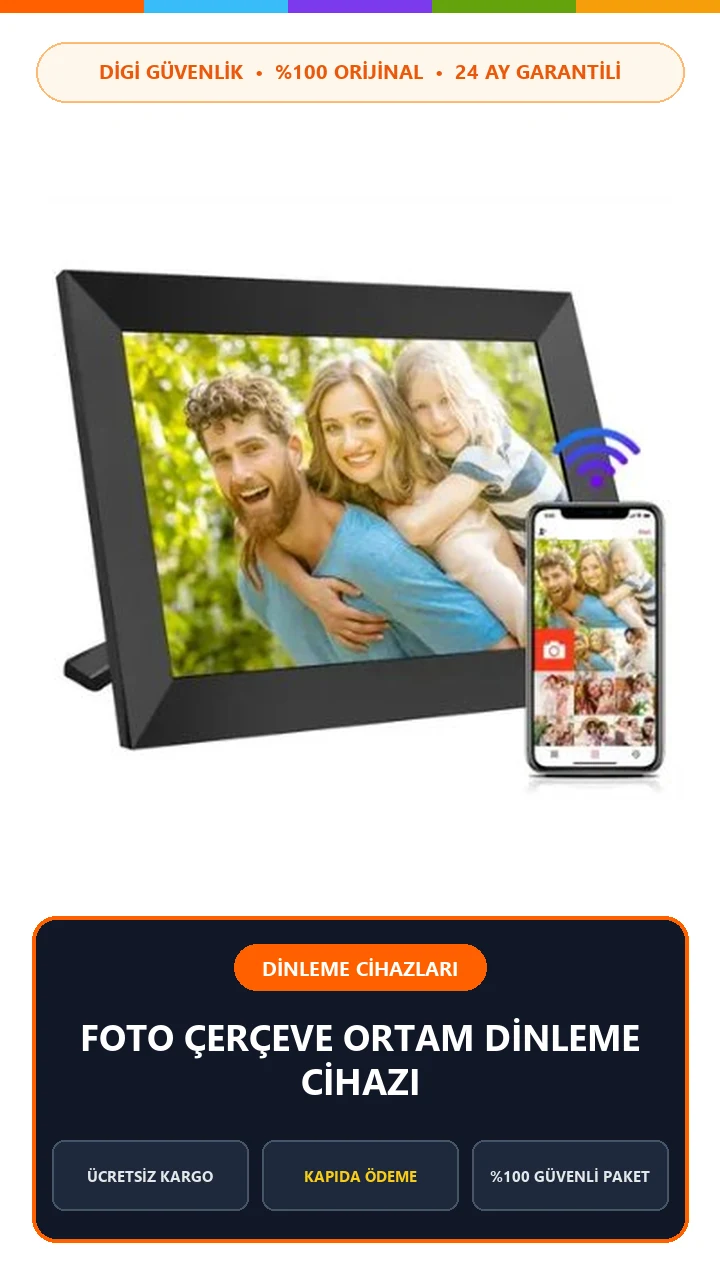 DİGİ GÜVENLİK • %100 ORİJİNAL • 24 AY GARANTİLİ
DİNLEME CİHAZLARI
FOTO ÇERÇEVE ORTAM DİNLEME
CİHAZI
ÜCRETSİZ KARGO
KAPIDA ÖDEME
%100 GÜVENLİ PAKET